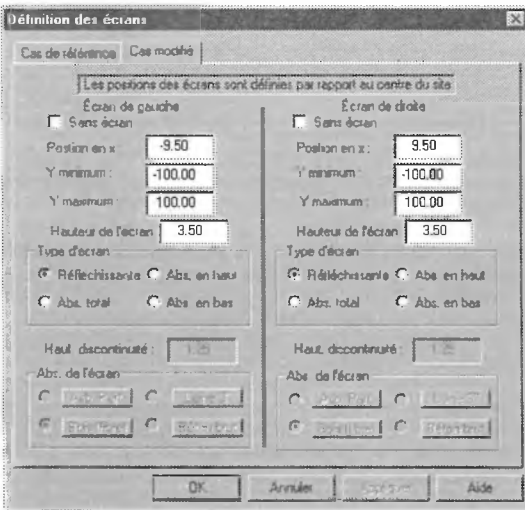 Définition des écrans
Cas de référence
Cas modifié
Les positions des écrans sont définies par rapport au centre du site
Écran de gauche
Sans écran
Position en x : -9.50
Y minimum : -100.00
Y maximum : 100.00
Hauteur de l'écran 3.50
Type d'écran
Réfléchissante
Abs. en haut
Abs. total
Abs. en bas
Haut. discontinuité : 1.25
Abs. de l'écran
Écran de droite
Sans écran
Position en x : 9.50
Y minimum : -100.00
Y maximum : 100.00
Hauteur de l'écran 3.50
Type d'écran
Réfléchissante
Abs. en haut
Abs. total
Abs. en bas
Haut. discontinuité : 1.25
Abs. de l'écran
OK
Annuler
Aide